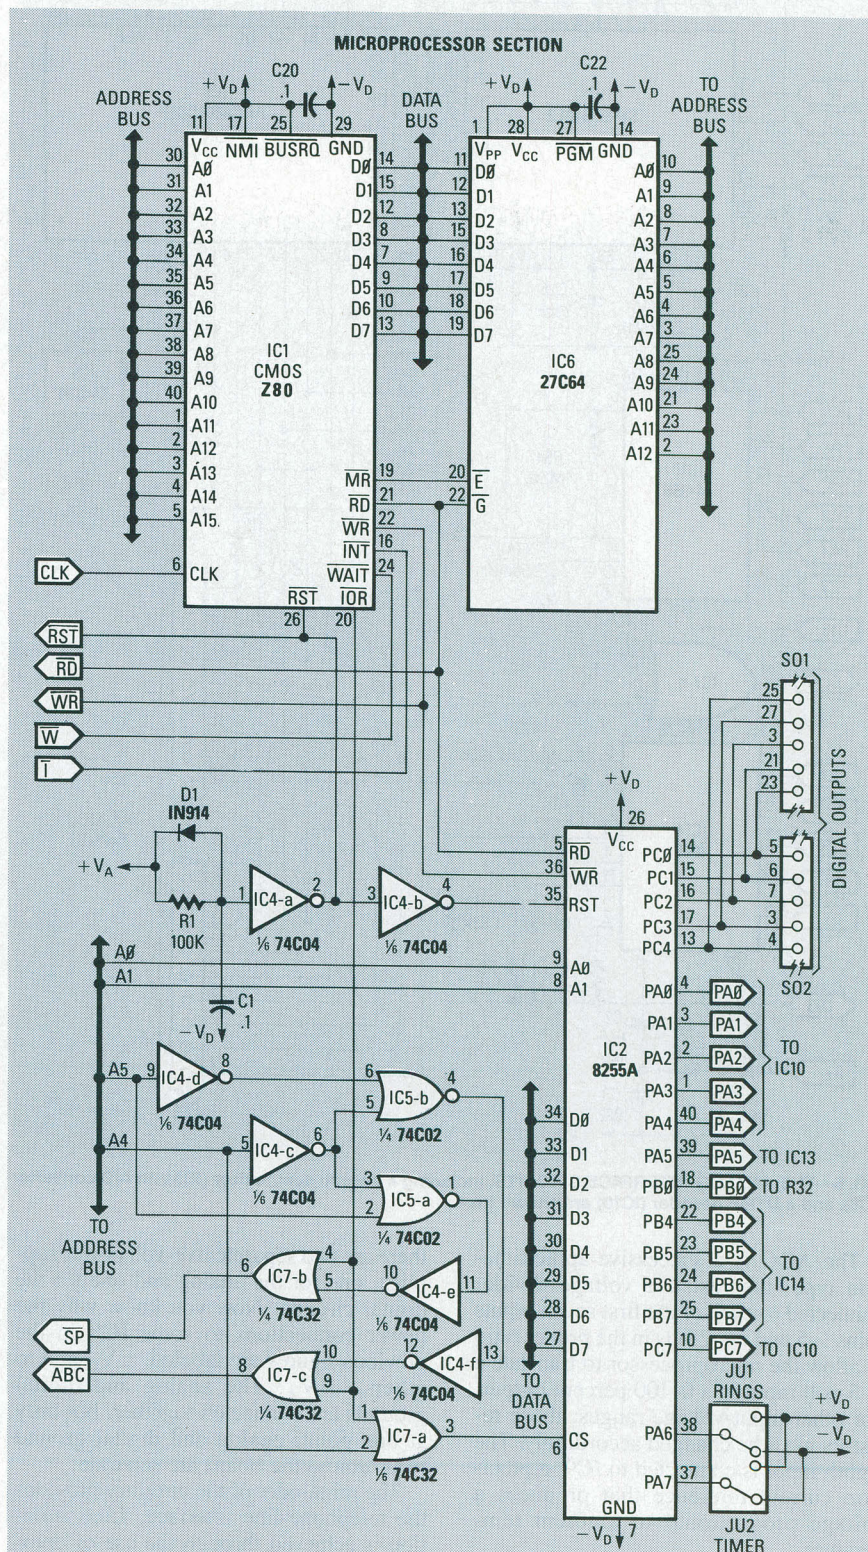 MICROPROCESSOR SECTION
ADDRESS BUS
+VD
C20
.1
−VD
DATA BUS
+VD
C22
.1
−VD
TO ADDRESS BUS
11 17 25 29
VCC NMI BUSRQ GND
1 28 27 14
VPP VCC PGM GND
30 AØ
31 A1
32 A2
33 A3
34 A4
35 A5
36 A6
37 A7
38 A8
39 A9
40 A10
1 A11
2 A12
3 A13
4 A14
5 A15
6 CLK
DØ 14
D1 15
D2 12
D3 8
D4 7
D5 9
D6 10
D7 13
IC1
CMOS
Z80
MR 19
RD 21
WR 22
INT 16
WAIT 24
RST
26
IOR
20
11 DØ
12 D1
13 D2
15 D3
16 D4
17 D5
18 D6
19 D7
IC6
27C64
20 E
22 G
AØ 10
A1 9
A2 8
A3 7
A4 6
A5 5
A6 4
A7 3
A8 25
A9 24
A10 21
A11 23
A12 2
CLK
RST
RD
WR
W
I
SO1
25
27
3
21
23
DIGITAL OUTPUTS
5
6
7
3
4
SO2
D1
IN914
+VA
R1
100K
1 IC4-a 2
1/6 74C04
3 IC4-b 4
1/6 74C04
C1
.1
−VD
AØ
A1
A5 9 IC4-d 8
1/6 74C04
A4 5 IC4-c 6
1/6 74C04
6
5
IC5-b 4
1/4 74C02
3
2
IC5-a 1
1/4 74C02
TO ADDRESS BUS
6 IC7-b 4
5
1/4 74C32
10 IC4-e 11
1/6 74C04
SP
ABC
8 IC7-c 10
9
1/4 74C32
12 IC4-f 13
1/6 74C04
1
2
IC7-a 3
1/6 74C32
+VD
26
VCC
5 RD
36 WR
35 RST
9 AØ
8 A1
IC2
8255A
34 DØ
33 D1
32 D2
31 D3
30 D4
29 D5
28 D6
27 D7
TO DATA BUS
CS
6
GND
−VD 7
PCØ 14
PC1 15
PC2 16
PC3 17
PC4 13
PAØ 4 PAØ
PA1 3 PA1
PA2 2 PA2
PA3 1 PA3
PA4 40 PA4
TO IC10
PA5 39 PA5 TO IC13
PBØ 18 PBØ TO R32
PB4 22 PB4
PB5 23 PB5
PB6 24 PB6
PB7 25 PB7
TO IC14
PC7 10 PC7 TO IC10
JU1
RINGS
+VD
−VD
PA6 38
PA7 37
JU2
TIMER